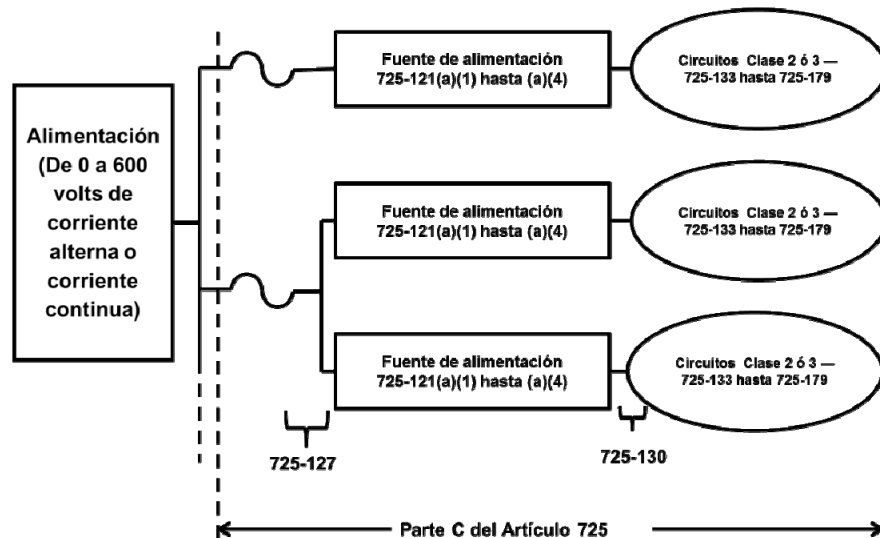 Fuente de alimentación
725-121(a)(1) hasta (a)(4)
Circuitos Clase 2 ó 3 —
725-133 hasta 725-179
Alimentación
(De 0 a 600
volts de
corriente
alterna o
corriente
continua)
Fuente de alimentación
725-121(a)(1) hasta (a)(4)
Circuitos Clase 2 ó 3 —
725-133 hasta 725-179
Fuente de alimentación
725-121(a)(1) hasta (a)(4)
Circuitos Clase 2 ó 3 —
725-133 hasta 725-179
725-127
725-130
Parte C del Artículo 725